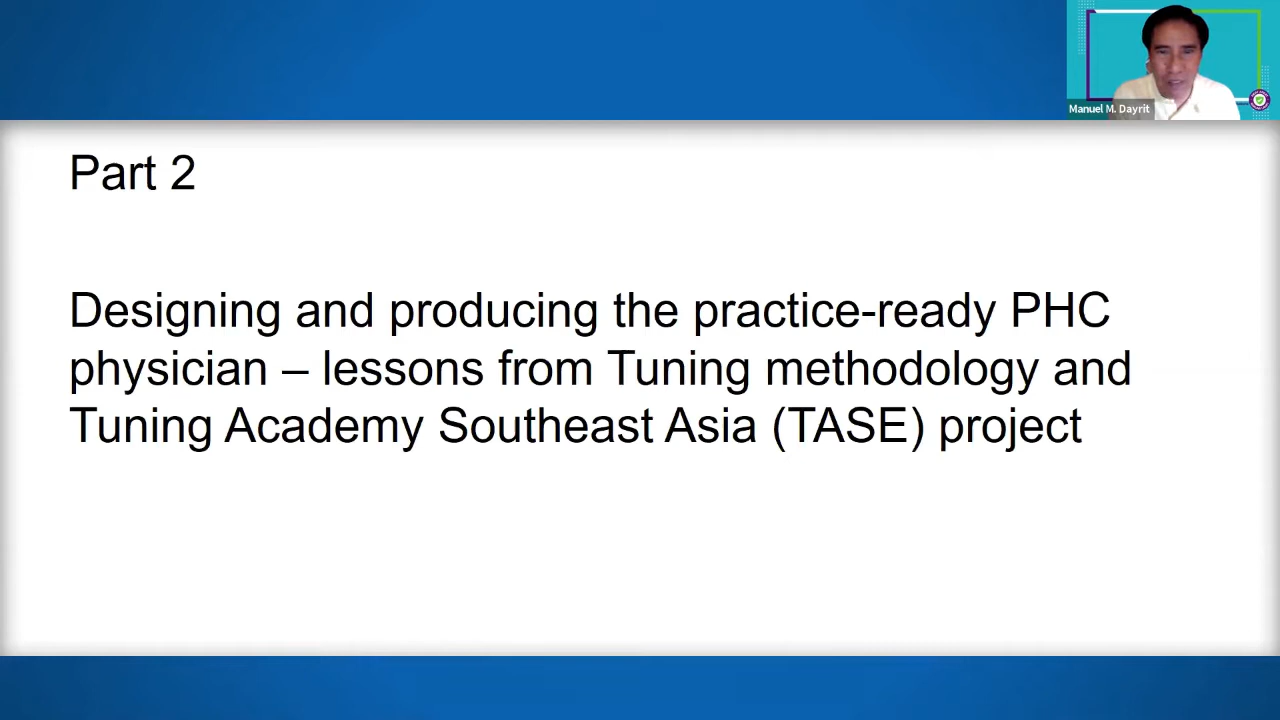 Manuel M. Dayrit
Part 2
Designing and producing the practice-ready PHC
physician – lessons from Tuning methodology and
Tuning Academy Southeast Asia (TASE) project